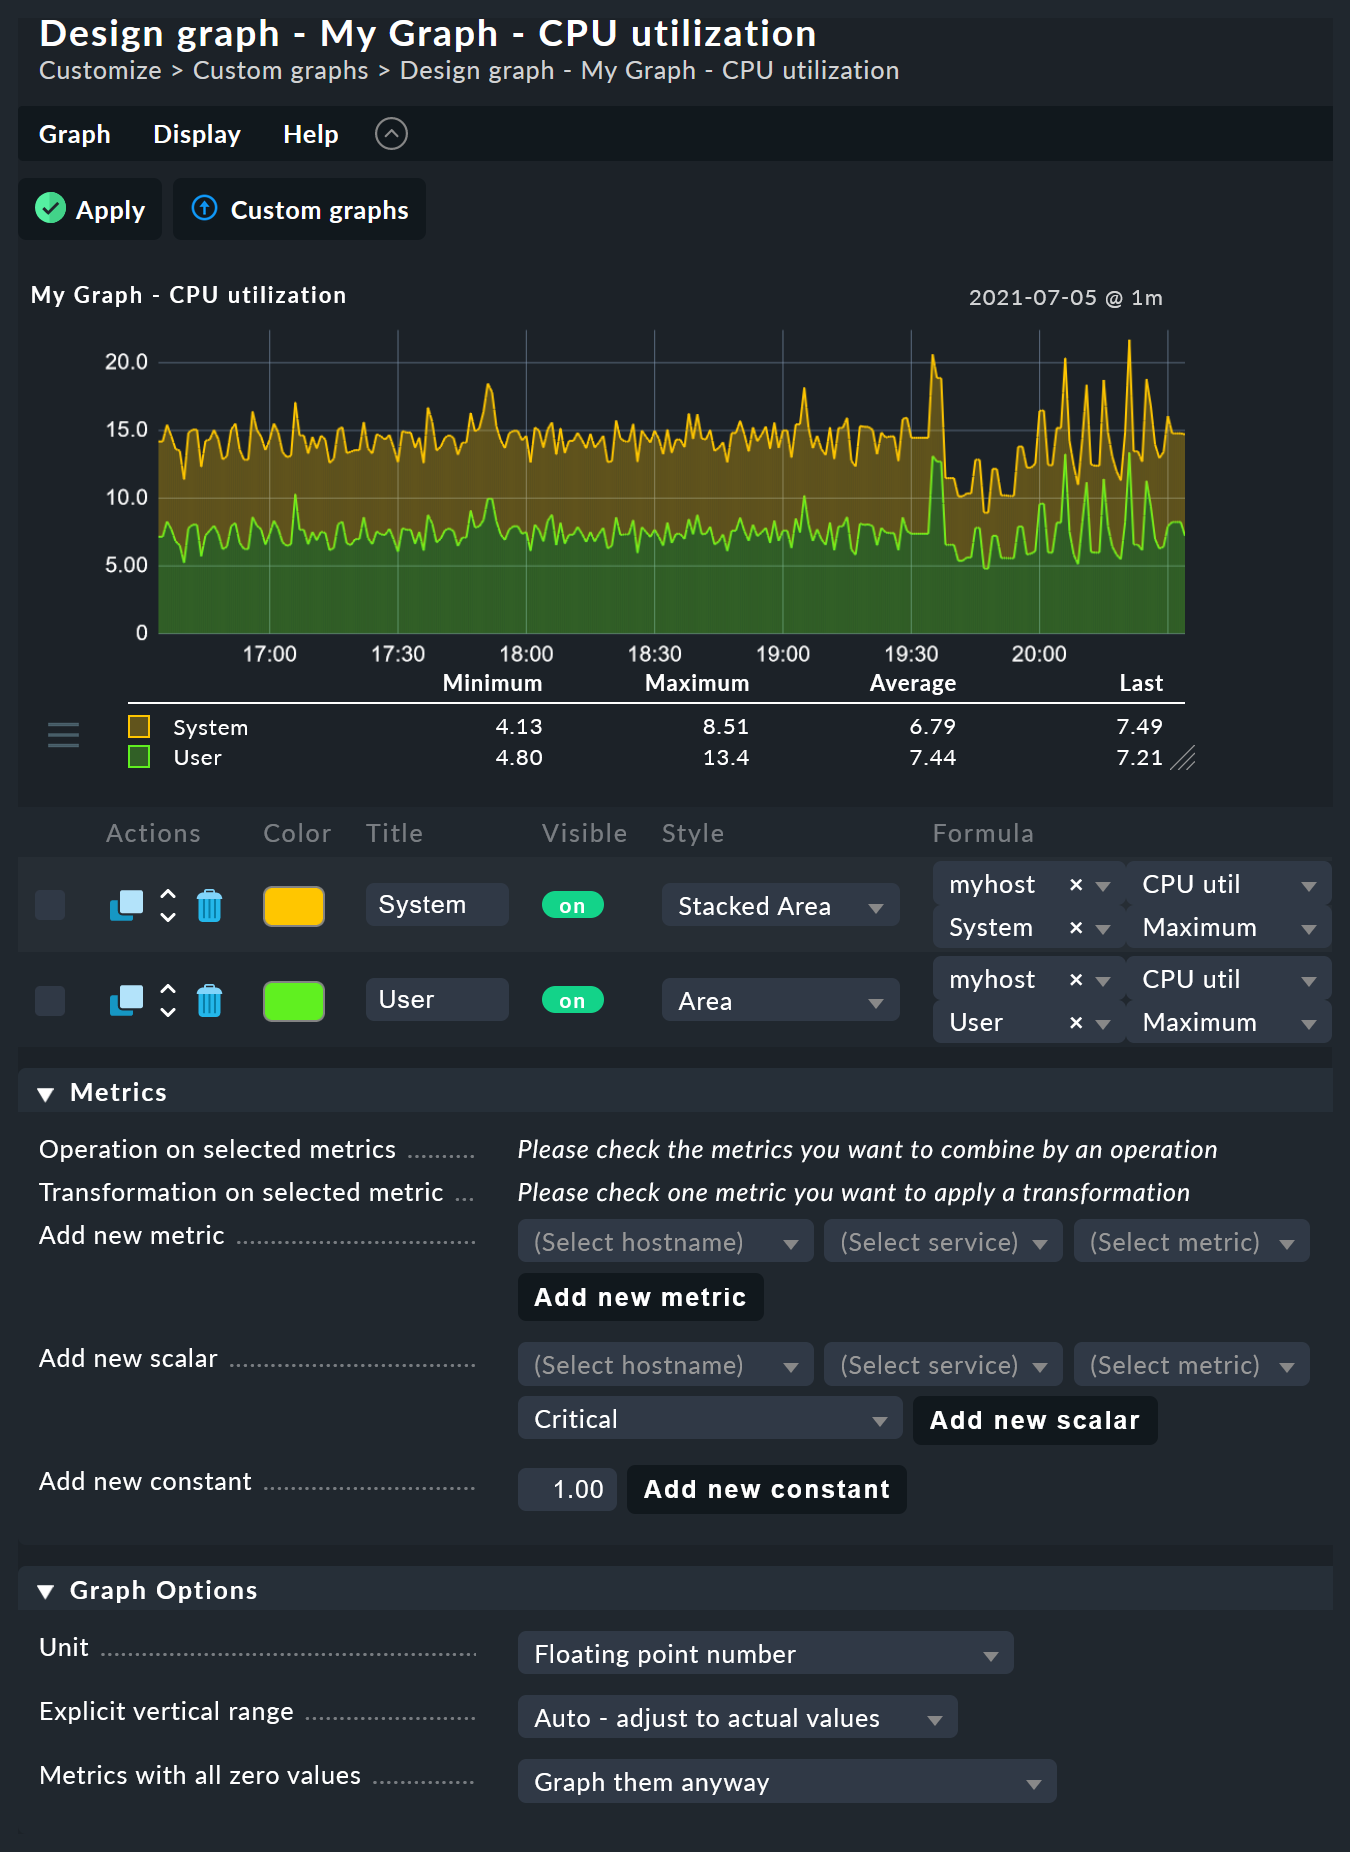 Design graph - My Graph - CPU utilization
Customize > Custom graphs > Design graph - My Graph - CPU utilization
Graph Display Help
Apply Custom graphs
My Graph - CPU utilization 2021-07-05 @ 1m
20.0
15.0
10.0
5.00
0
17:00 17:30 18:00 18:30 19:00 19:30 20:00
Minimum Maximum Average Last
System 4.13 8.51 6.79 7.49
User 4.80 13.4 7.44 7.21
Actions Color Title Visible Style Formula
System on Stacked Area myhost × CPU util
System × Maximum
User on Area myhost × CPU util
User × Maximum
Metrics
Operation on selected metrics .......... Please check the metrics you want to combine by an operation
Transformation on selected metric ... Please check one metric you want to apply a transformation
Add new metric (Select hostname) (Select service) (Select metric)
Add new metric
Add new scalar (Select hostname) (Select service) (Select metric)
Critical Add new scalar
Add new constant 1.00 Add new constant
Graph Options
Unit Floating point number
Explicit vertical range Auto - adjust to actual values
Metrics with all zero values Graph them anyway